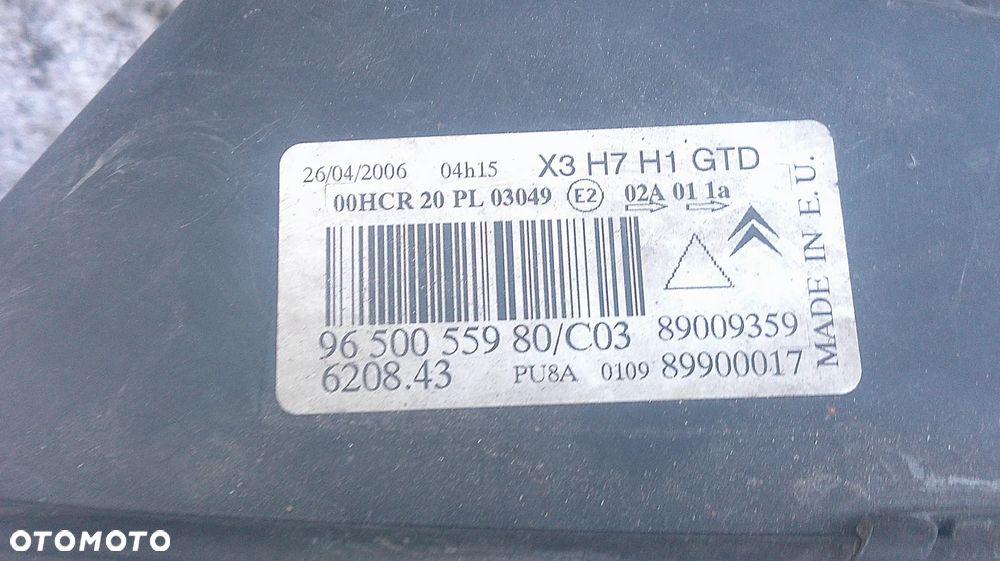 26/04/2006 04h15 X3 H7 H1 GTD
00HCR 20 PL 03049 E2 02A 01 1a
96 500 559 80/C03 89009359
6208.43 PU8A 0109 89900017
MADE IN E.U.
OTOMOTO